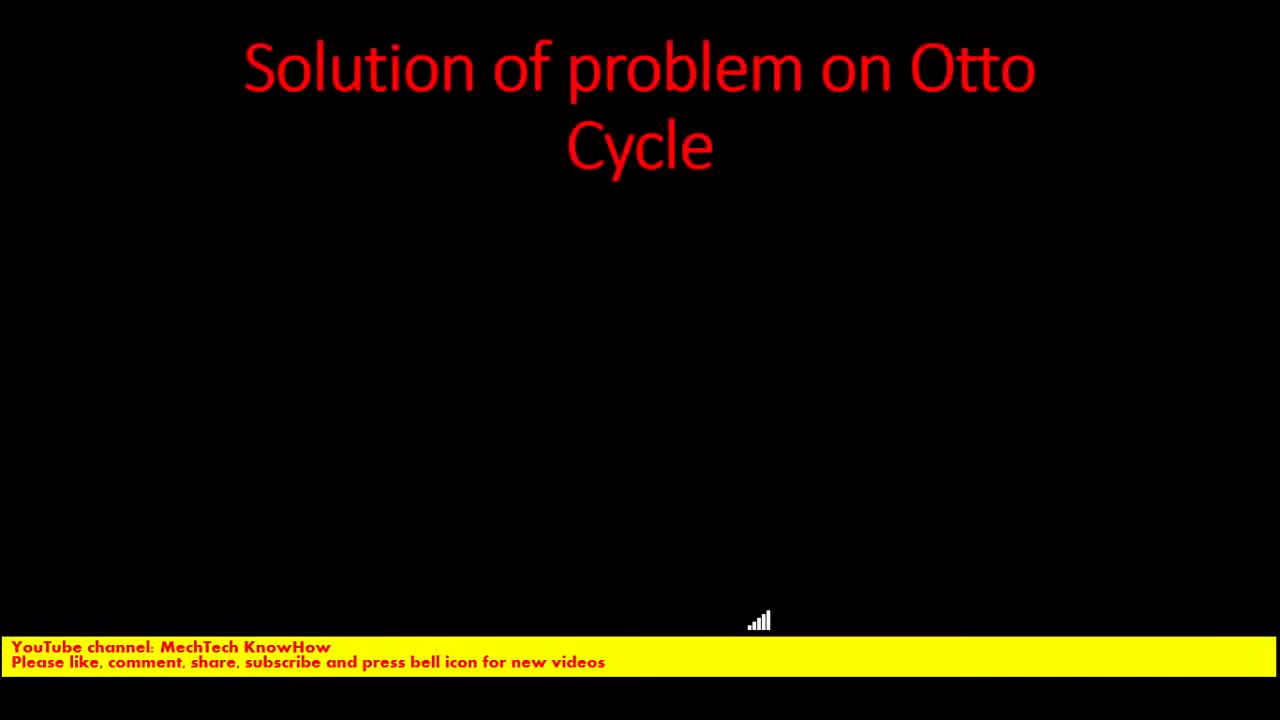 Solution of problem on Otto
Cycle
YouTube channel: MechTech KnowHow
Please like, comment, share, subscribe and press bell icon for new videos